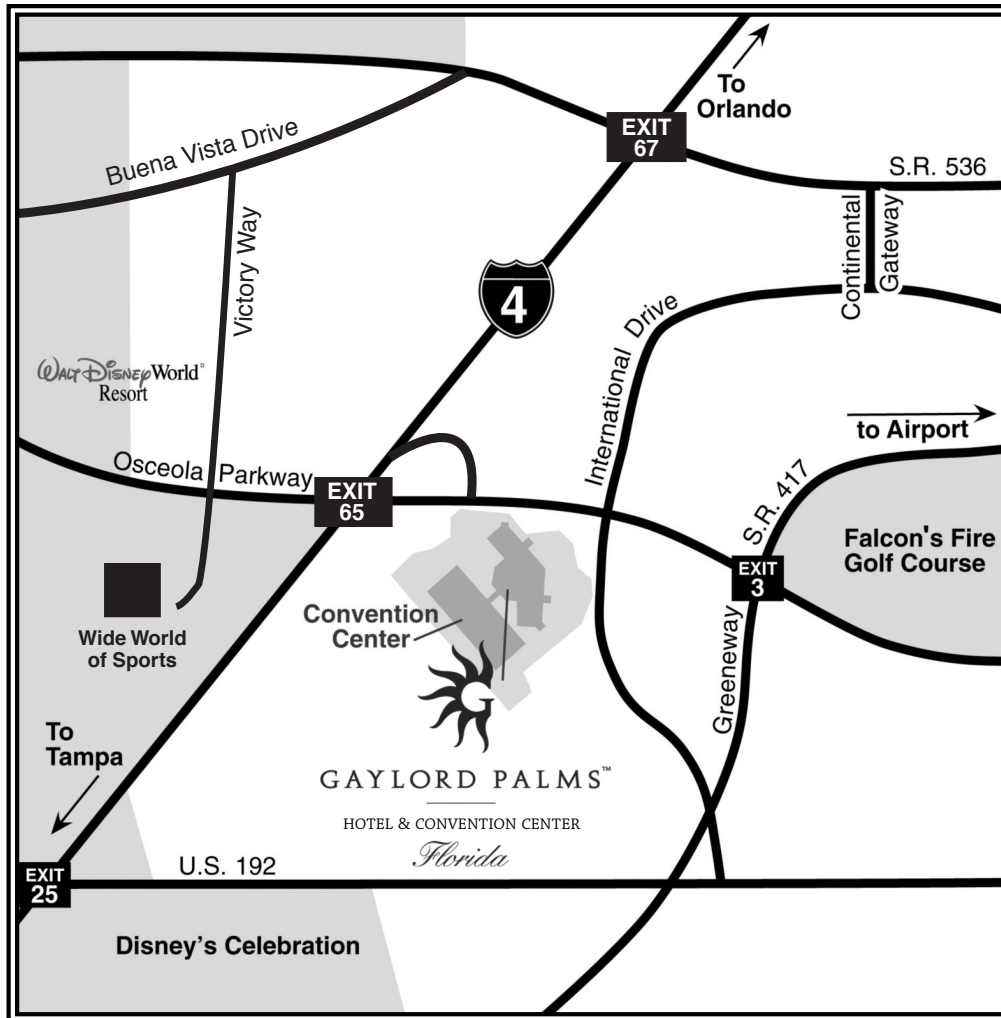 To
Orlando
EXIT
67
Buena Vista Drive
S.R. 536
Continental
Gateway
Victory Way
4
International Drive
WALT DISNEY World
Resort
to Airport
Osceola Parkway
EXIT
65
S.R. 417
Falcon's Fire
Golf Course
EXIT
3
Convention
Center
Wide World
of Sports
Greeneway
To
Tampa
G
GAYLORD PALMS™
HOTEL & CONVENTION CENTER
Florida
U.S. 192
EXIT
25
Disney’s Celebration